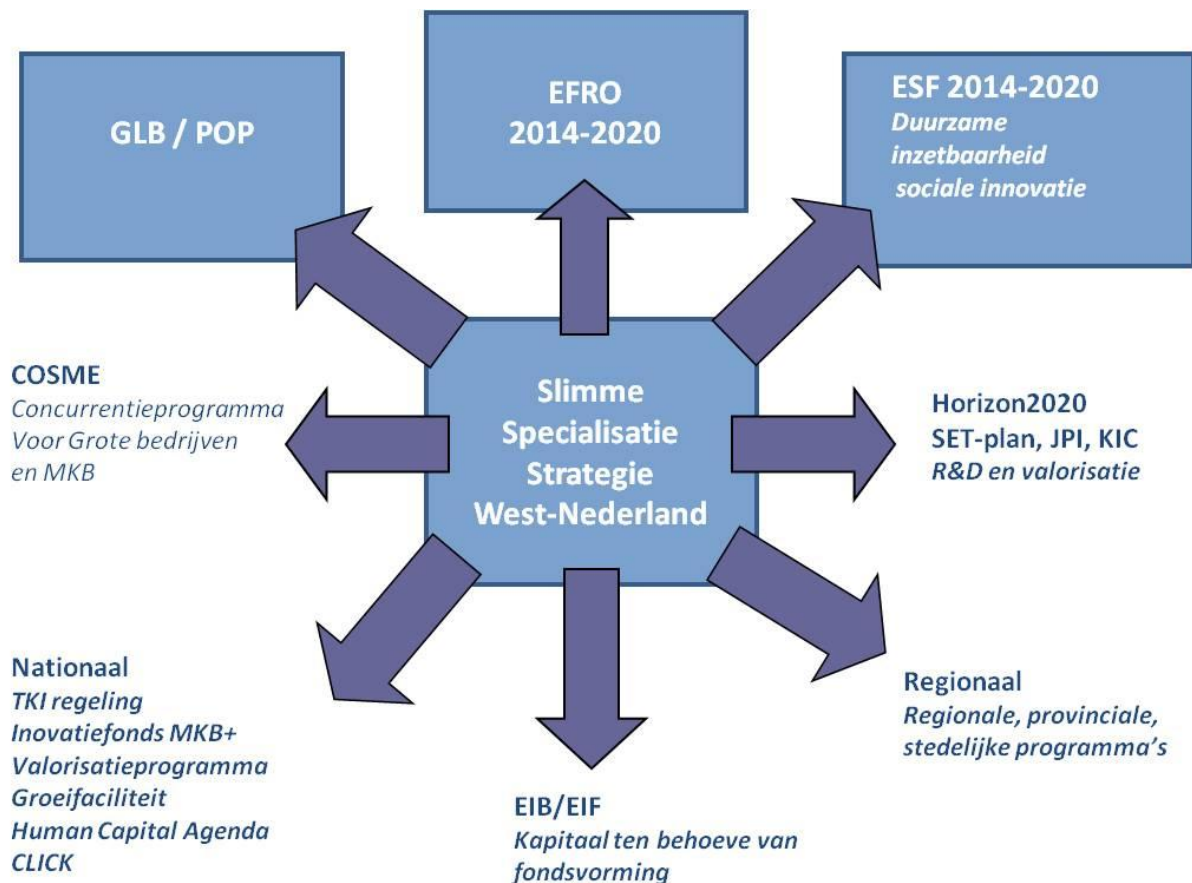 GLB / POP
EFRO
2014-2020
ESF 2014-2020
Duurzame
inzetbaarheid
sociale innovatie
COSME
Concurrentieprogramma
Voor Grote bedrijven
en MKB
Slimme
Specialisatie
Strategie
West-Nederland
Horizon2020
SET-plan, JPI, KIC
R&D en valorisatie
Nationaal
TKI regeling
Inovatiefonds MKB+
Valorisatieprogramma
Groeifaciliteit
Human Capital Agenda
CLICK
EIB/EIF
Kapitaal ten behoeve van
fondsvorming
Regionaal
Regionale, provinciale,
stedelijke programma's